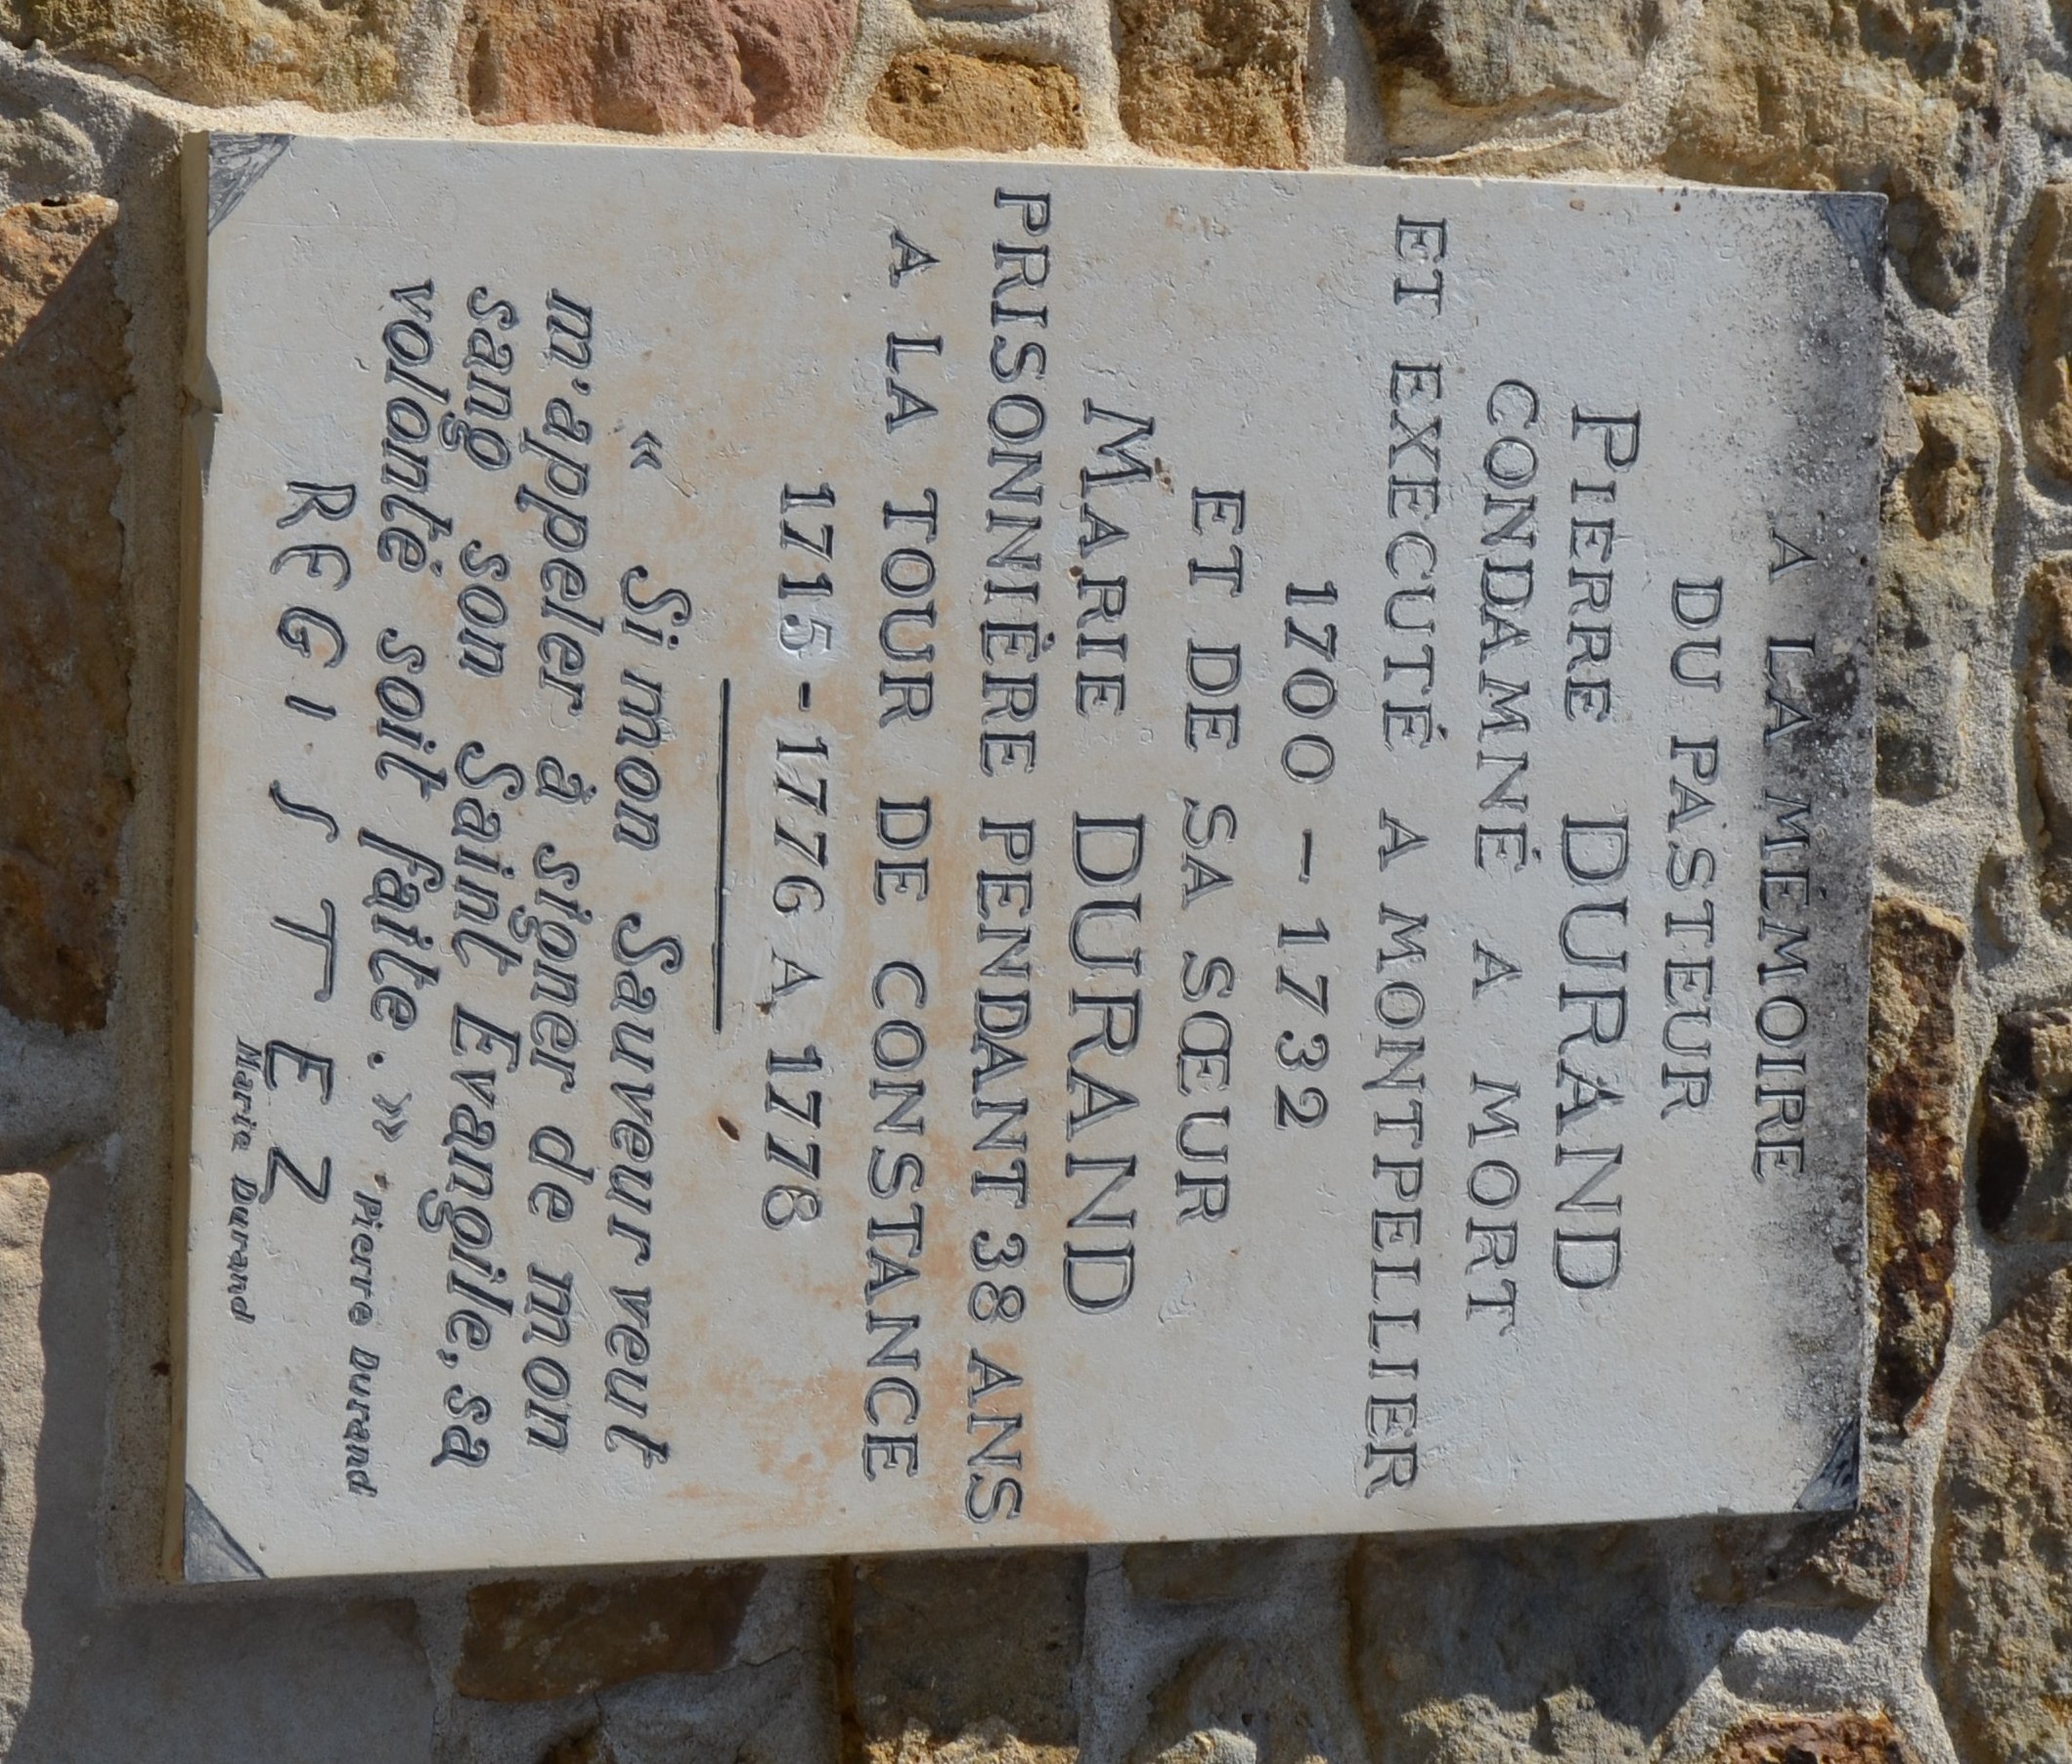 A LA MÉMOIRE
DU PASTEUR
PIERRE DURAND
CONDAMNÉ A MORT
ET EXECUTÉ A MONTPELLIER
1700 - 1732
ET DE SA SŒUR
MARIE DURAND
PRISONNIÈRE PENDANT 38 ANS
A LA TOUR DE CONSTANCE
1715 - 1776 A 1778
« Si mon Sauveur veut
m'appeler à signer de mon
sang son Saint Evangile, sa
volonté soit faite. » Pierre Durand
REGISTEZ
Marie Durand